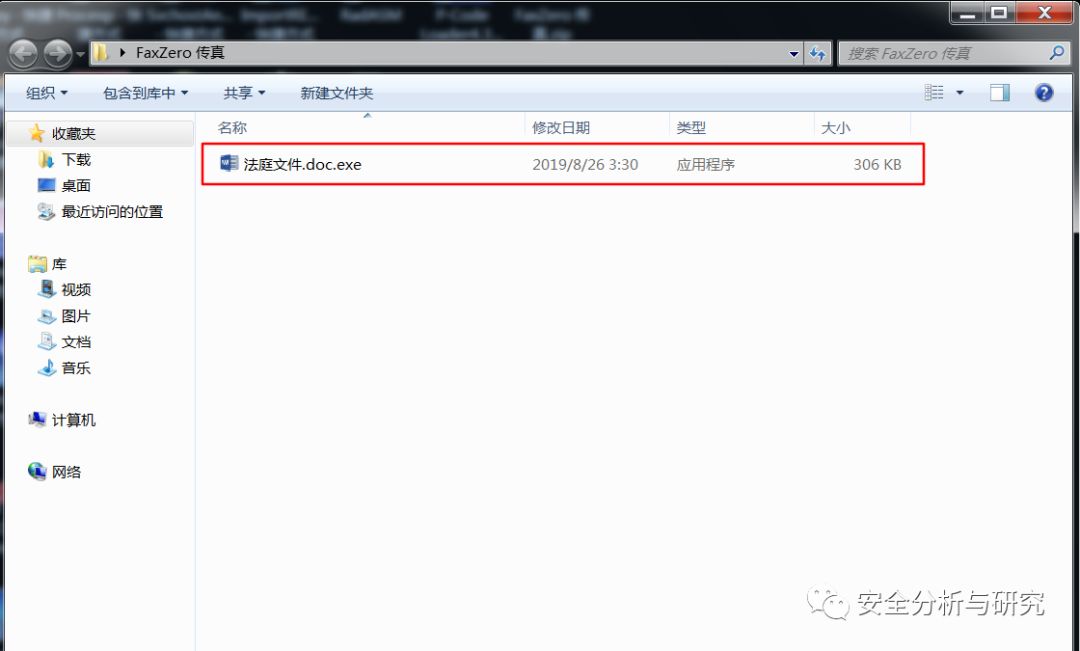 FaxZero 传真
搜索 FaxZero 传真
组织 包含到库中 共享 新建文件夹
名称 修改日期 类型 大小
法庭文件.doc.exe 2019/8/26 3:30 应用程序 306 KB
收藏夹
下载
桌面
最近访问的位置
库
视频
图片
文档
音乐
计算机
网络
安全分析与研究